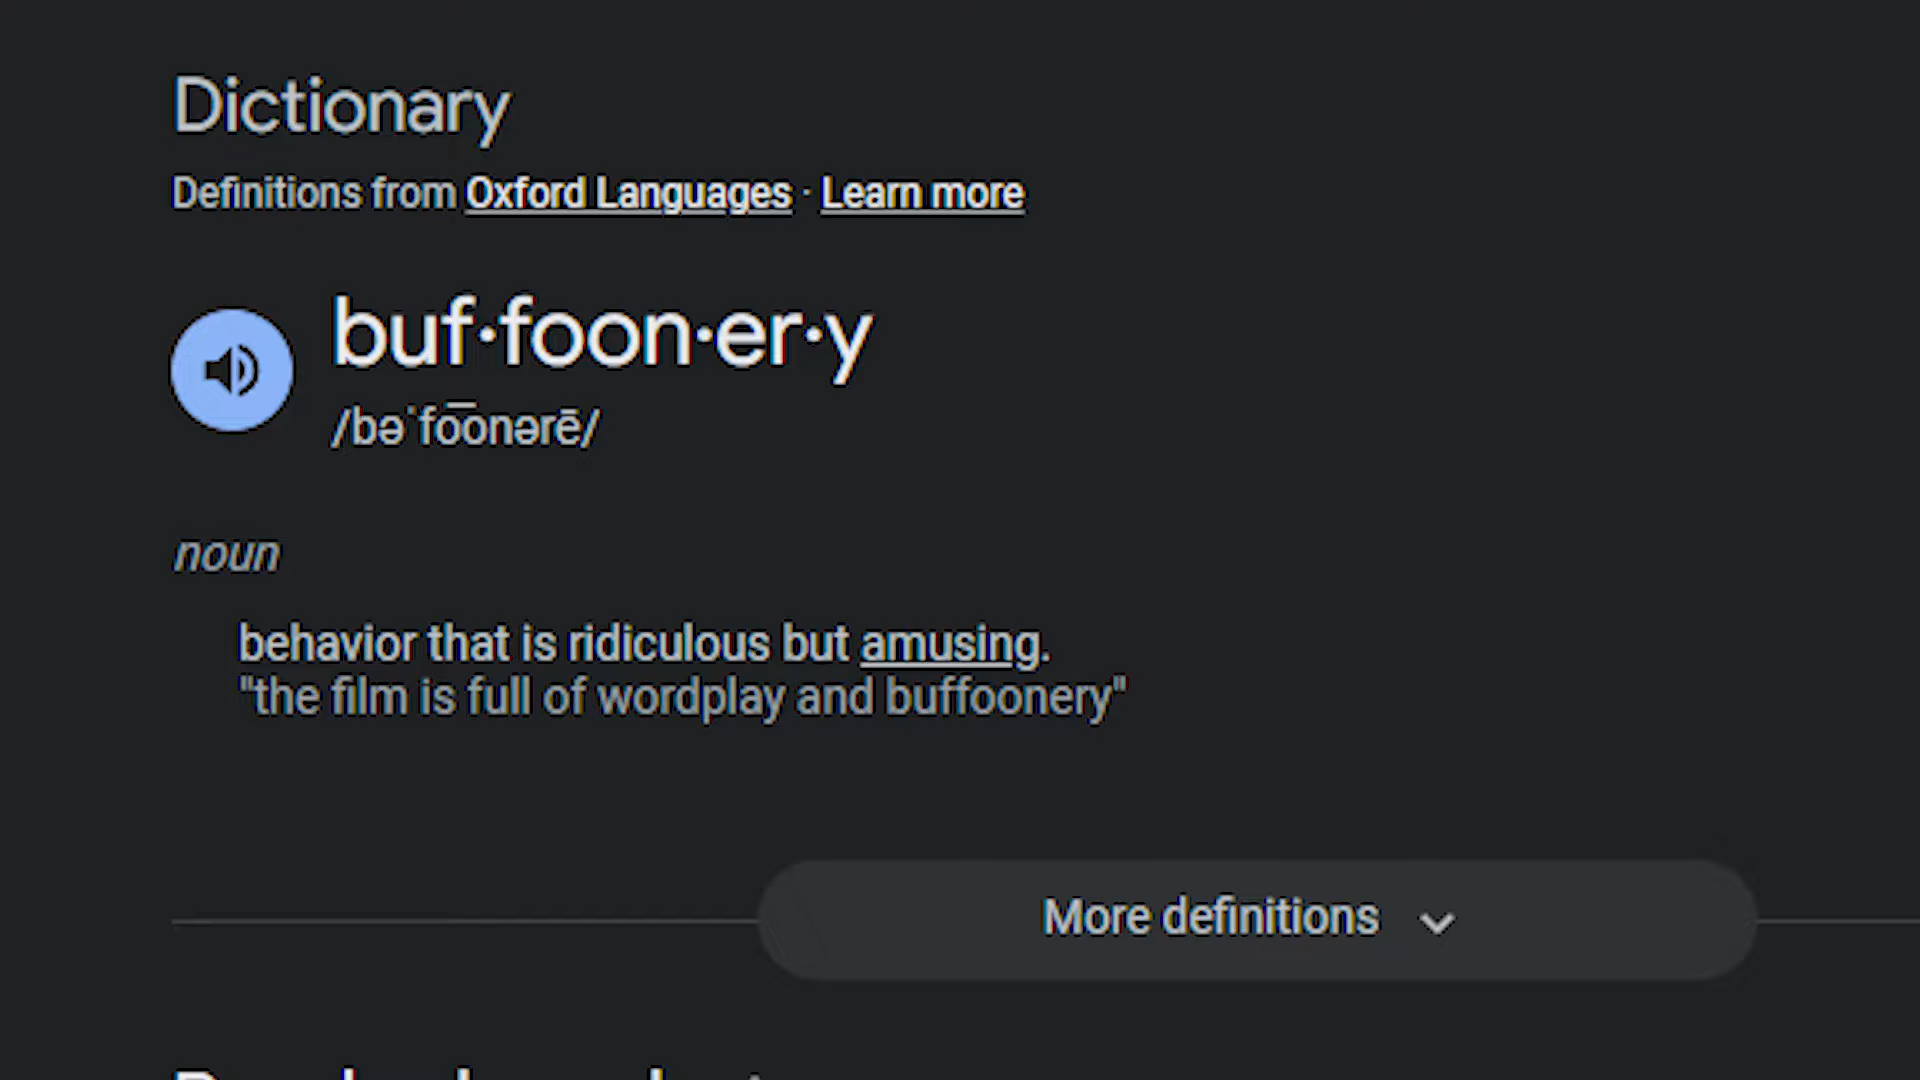 Dictionary
Definitions from Oxford Languages · Learn more
buf·foon·er·y
/bəˈfo͞onərē/
noun
behavior that is ridiculous but amusing.
"the film is full of wordplay and buffoonery"
More definitions